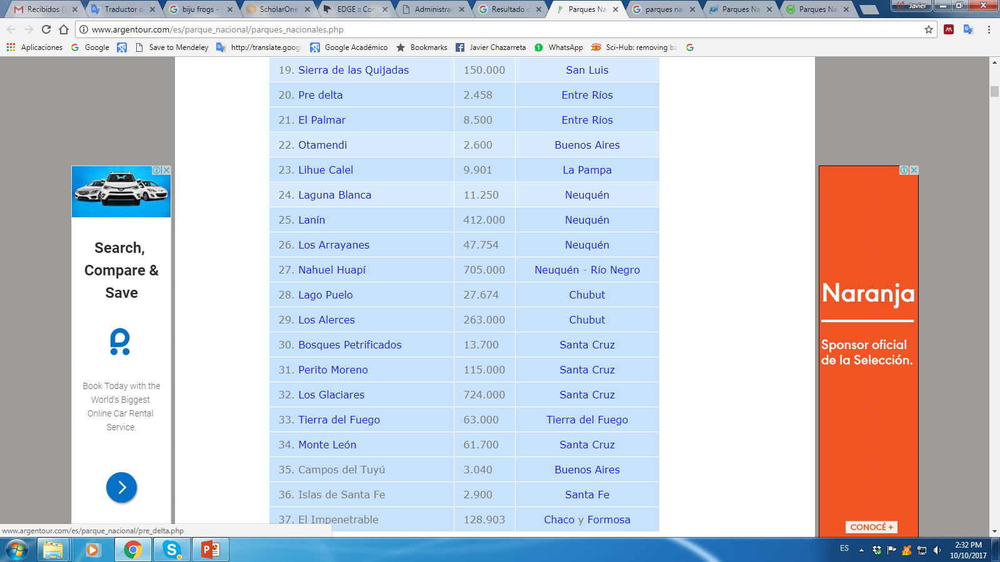 Recibidos (
Traductor d
biju frogs -
ScholarOne
EDGE :: Con
Administrac
Resultado d
Parques Na
parques na
Parques Na
Parques Na
Javier
www.argentour.com/es/parque_nacional/parques_nacionales.php
Aplicaciones
Google
Save to Mendeley
http://translate.goog
Google Académico
Bookmarks
Javier Chazarreta
WhatsApp
Sci-Hub: removing ba
19. Sierra de las Quijadas 150.000 San Luis
20. Pre delta 2.458 Entre Ríos
21. El Palmar 8.500 Entre Ríos
22. Otamendi 2.600 Buenos Aires
23. Lihue Calel 9.901 La Pampa
24. Laguna Blanca 11.250 Neuquén
25. Lanín 412.000 Neuquén
26. Los Arrayanes 47.754 Neuquén
27. Nahuel Huapí 705.000 Neuquén - Río Negro
28. Lago Puelo 27.674 Chubut
29. Los Alerces 263.000 Chubut
30. Bosques Petrificados 13.700 Santa Cruz
31. Perito Moreno 115.000 Santa Cruz
32. Los Glaciares 724.000 Santa Cruz
33. Tierra del Fuego 63.000 Tierra del Fuego
34. Monte León 61.700 Santa Cruz
35. Campos del Tuyú 3.040 Buenos Aires
36. Islas de Santa Fe 2.900 Santa Fe
37. El Impenetrable 128.903 Chaco y Formosa
Search,
Compare &
Save
Book Today with the
World's Biggest
Online Car Rental
Service.
Naranja
Sponsor oficial
de la Selección.
CONOCÉ +
www.argentour.com/es/parque_nacional/pre_delta.php
ES
2:32 PM
10/10/2017